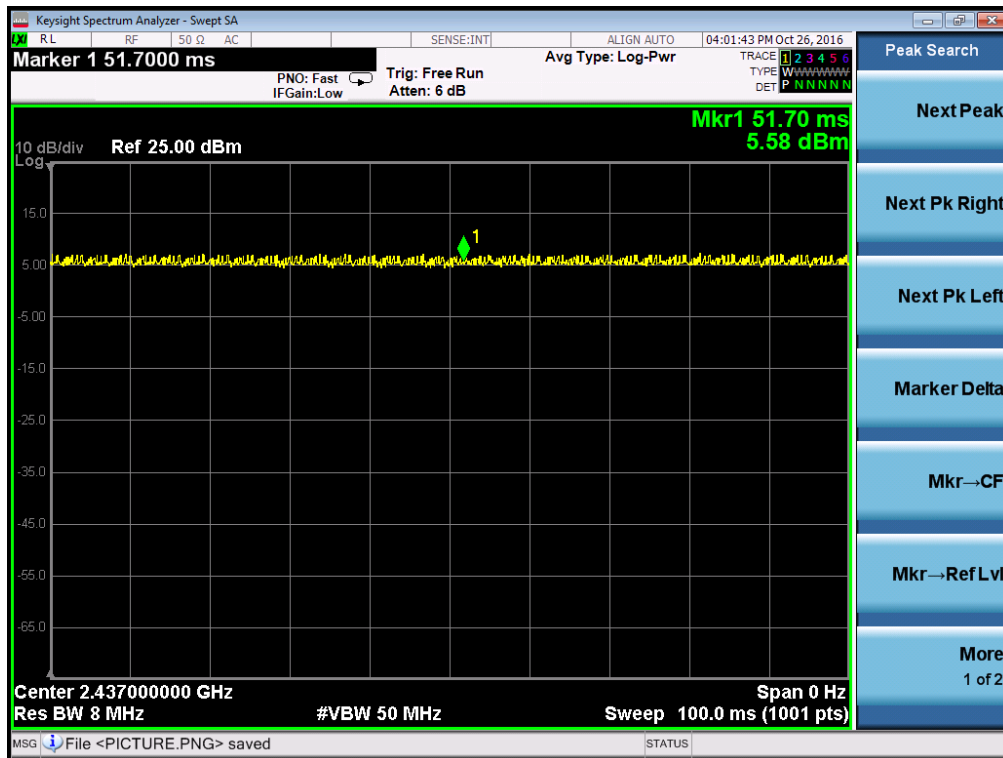 Keysight Spectrum Analyzer - Swept SA
LXI RL RF 50 Ω AC SENSE:INT ALIGN AUTO 04:01:43 PM Oct 26, 2016
Marker 1 51.7000 ms
PNO: Fast
IFGain:Low
Trig: Free Run
Atten: 6 dB
Avg Type: Log-Pwr
TRACE 1 2 3 4 5 6
TYPE WWWWWWW
DET P N N N N N
Mkr1 51.70 ms
5.58 dBm
10 dB/div Ref 25.00 dBm
Log
15.0
1
5.00
-5.00
-15.0
-25.0
-35.0
-45.0
-55.0
-65.0
Center 2.437000000 GHz
Span 0 Hz
Res BW 8 MHz
#VBW 50 MHz
Sweep 100.0 ms (1001 pts)
MSG File <PICTURE.PNG> saved
STATUS
Peak Search
Next Peak
Next Pk Right
Next Pk Left
Marker Delta
Mkr→CF
Mkr→Ref Lvl
More
1 of 2